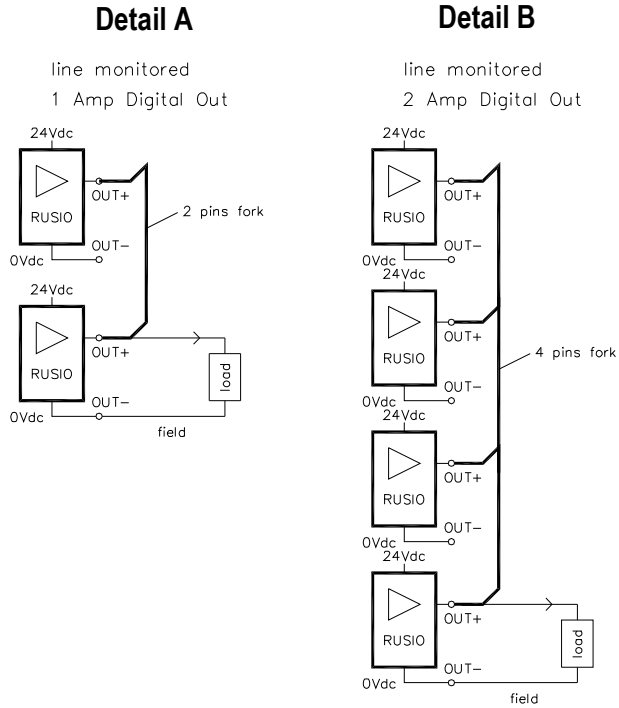 Detail A
line monitored
1 Amp Digital Out
24Vdc
OUT+
RUSIO
2 pins fork
OUT-
0Vdc
24Vdc
OUT+
RUSIO
load
OUT-
0Vdc
field
Detail B
line monitored
2 Amp Digital Out
24Vdc
OUT+
RUSIO
OUT-
0Vdc
24Vdc
OUT+
4 pins fork
RUSIO
OUT-
0Vdc
24Vdc
OUT+
RUSIO
OUT-
0Vdc
24Vdc
OUT+
RUSIO
load
OUT-
0Vdc
field